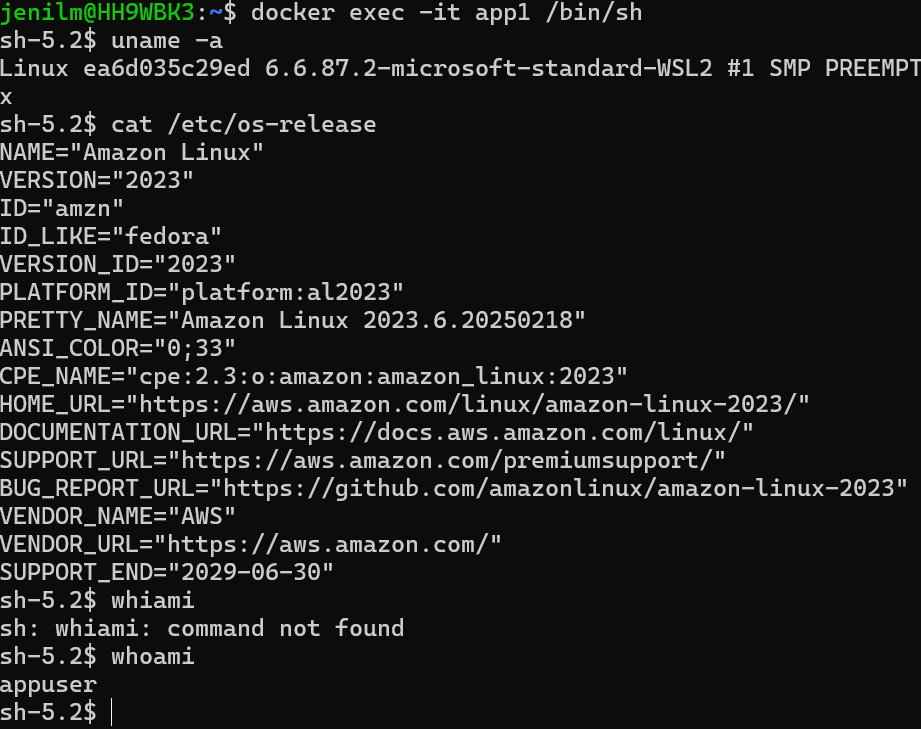 jenilm@HH9WBK3:~$ docker exec -it app1 /bin/sh
sh-5.2$ uname -a
Linux ea6d035c29ed 6.6.87.2-microsoft-standard-WSL2 #1 SMP PREEMPT
x
sh-5.2$ cat /etc/os-release
NAME="Amazon Linux"
VERSION="2023"
ID="amzn"
ID_LIKE="fedora"
VERSION_ID="2023"
PLATFORM_ID="platform:al2023"
PRETTY_NAME="Amazon Linux 2023.6.20250218"
ANSI_COLOR="0;33"
CPE_NAME="cpe:2.3:o:amazon:amazon_linux:2023"
HOME_URL="https://aws.amazon.com/linux/amazon-linux-2023/"
DOCUMENTATION_URL="https://docs.aws.amazon.com/linux/"
SUPPORT_URL="https://aws.amazon.com/premiumsupport/"
BUG_REPORT_URL="https://github.com/amazonlinux/amazon-linux-2023"
VENDOR_NAME="AWS"
VENDOR_URL="https://aws.amazon.com/"
SUPPORT_END="2029-06-30"
sh-5.2$ whiami
sh: whiami: command not found
sh-5.2$ whoami
appuser
sh-5.2$